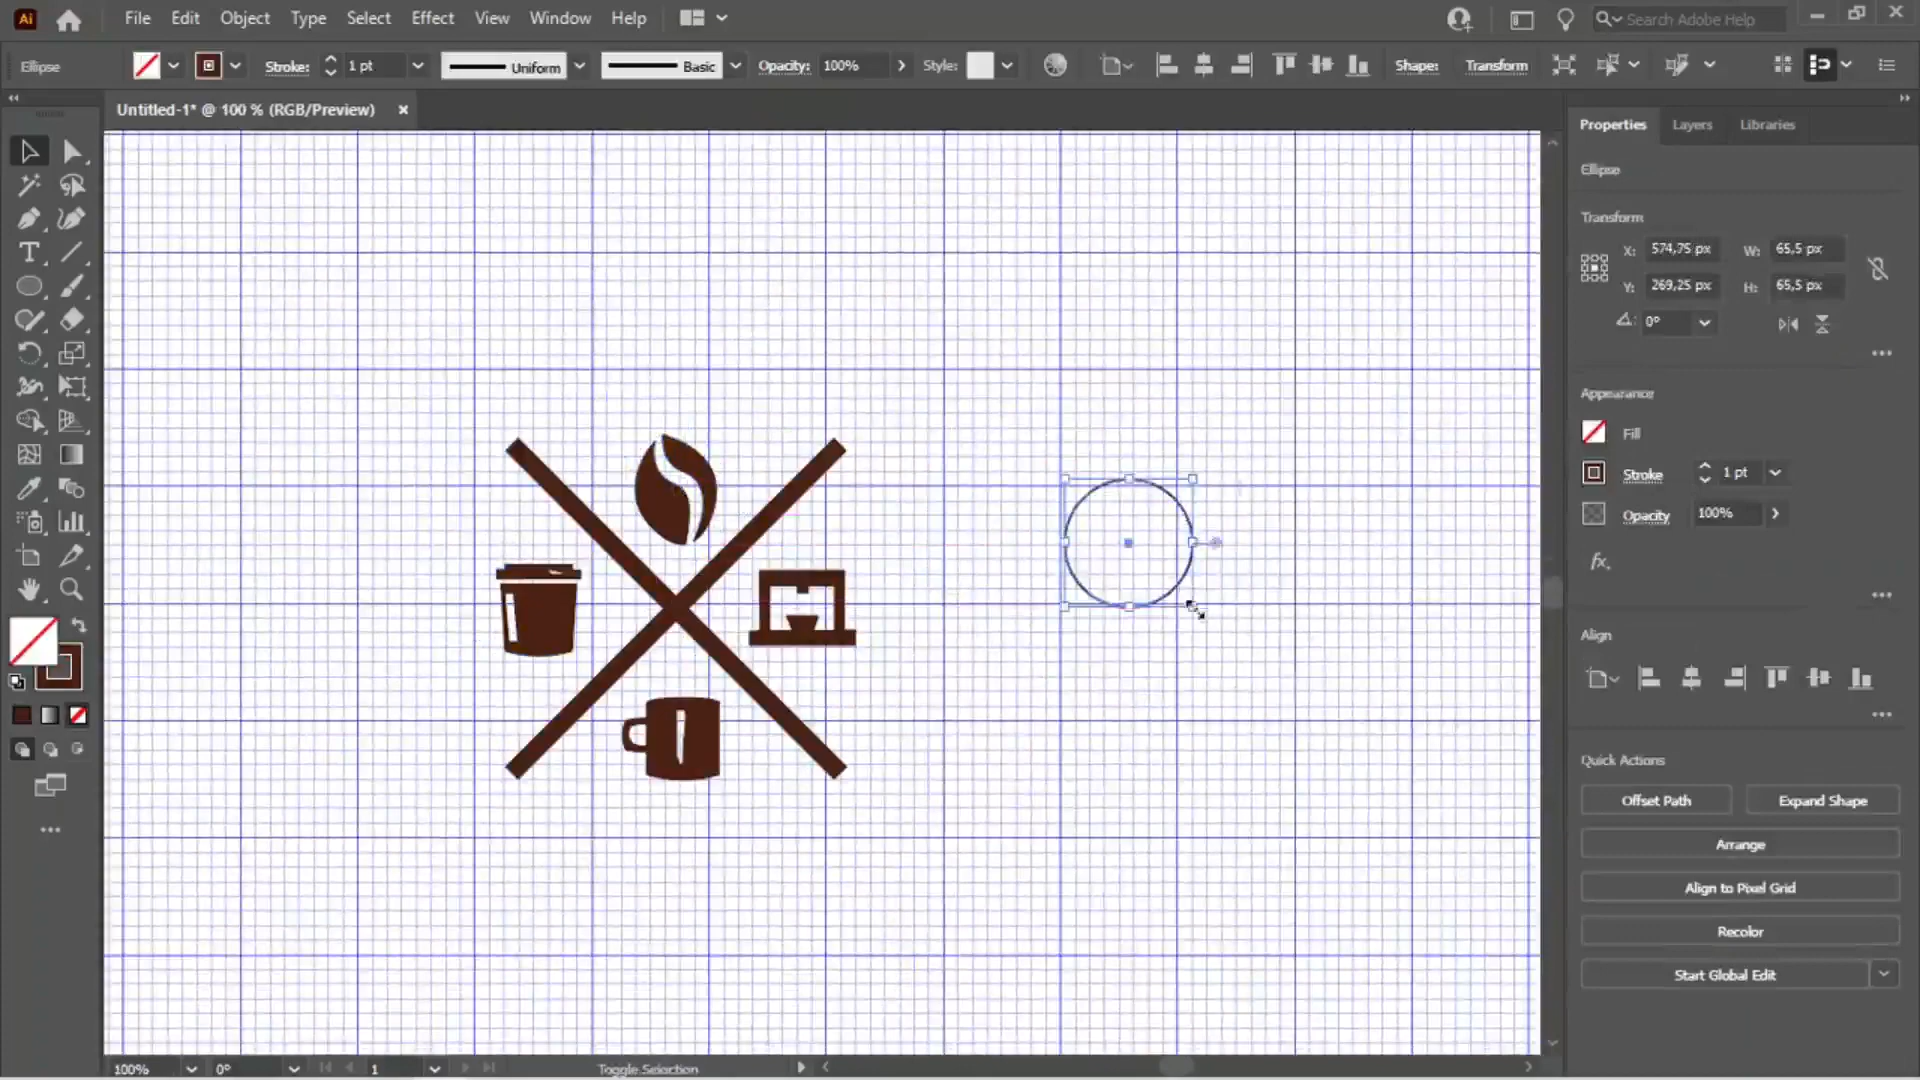 Ai File Edit Object Type Select Effect View Window Help Search Adobe Help
Ellipse Stroke: 1 pt Uniform Basic Opacity: 100% Style: Shape: Transform
Untitled-1* @ 100 % (RGB/Preview) ×
Properties Layers Libraries
Ellipse
Transform
X: 574,75 px W: 65,5 px
Y: 269,25 px H: 65,5 px
0°
Appearance
Fill
Stroke 1 pt
Opacity 100%
fx.
Align
Quick Actions
Offset Path Expand Shape
Arrange
Align to Pixel Grid
Recolor
Start Global Edit
100% 0° 1 Toggle Selection